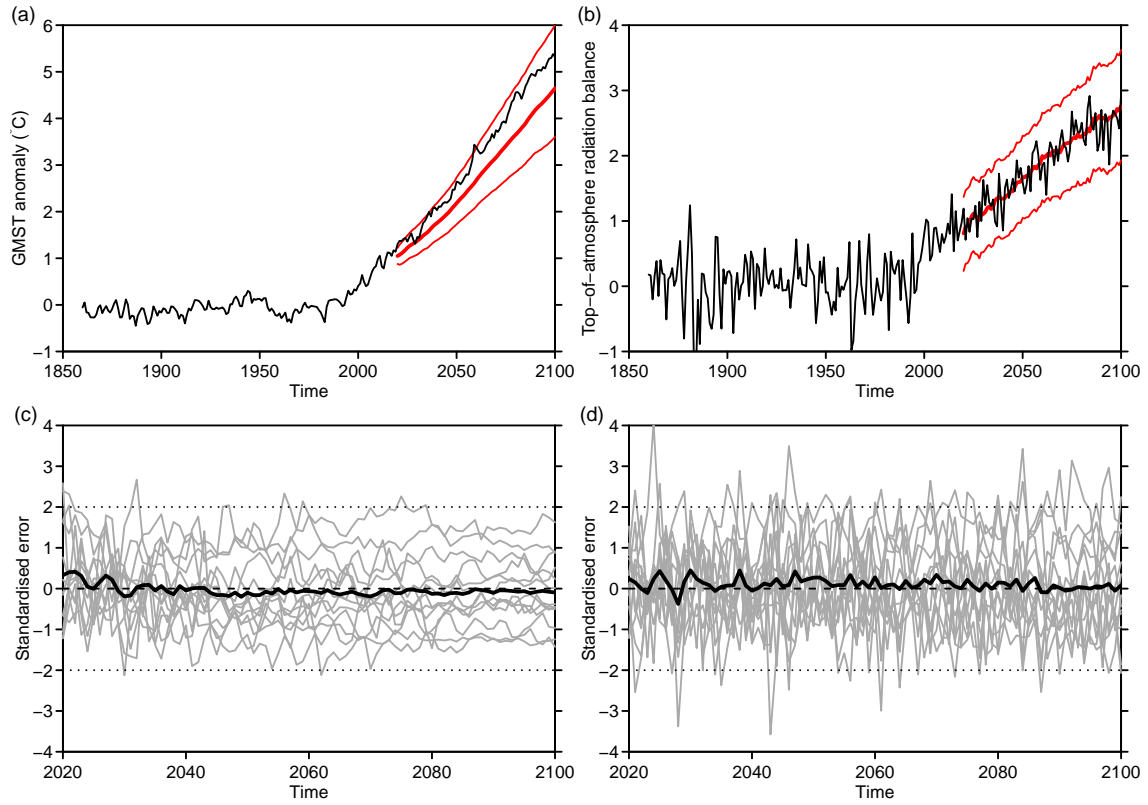 (a)
GMST anomaly (˚C)
6
5
4
3
2
1
0
−1
1850 1900 1950 2000 2050 2100
Time
(b)
Top−of−atmosphere radiation balance
4
3
2
1
0
−1
1850 1900 1950 2000 2050 2100
Time
(c)
Standardised error
4
3
2
1
0
−1
−2
−3
−4
2020 2040 2060 2080 2100
Time
(d)
Standardised error
4
3
2
1
0
−1
−2
−3
−4
2020 2040 2060 2080 2100
Time